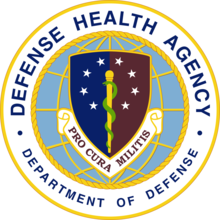 DEFENSE HEALTH AGENCY
PRO CURA MILITIS
DEPARTMENT OF DEFENSE